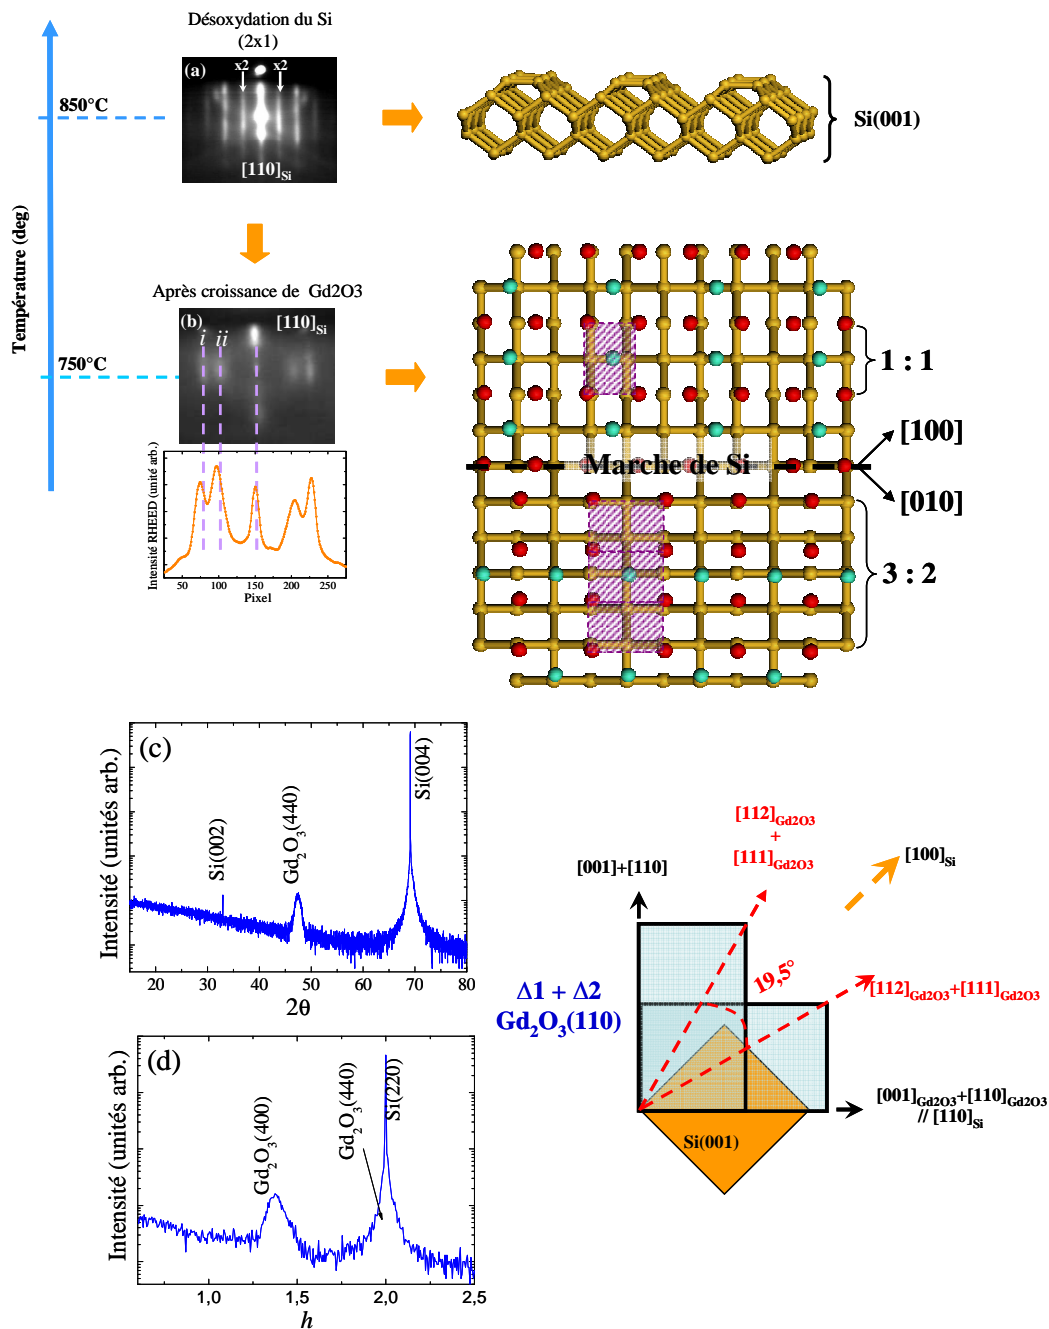 Désoxydation du Si
(2x1)
(a)
x2
x2
[110]Si
850°C
Si(001)
Température (deg)
Après croissance de Gd2O3
(b)
i
ii
[110]Si
750°C
1 : 1
[100]
Marche de Si
[010]
3 : 2
Intensité RHEED (unité arb.)
50
100
150
200
250
Pixel
(c)
Intensité (unités arb.)
Si(002)
Gd2O3(440)
Si(004)
20
30
40
50
60
70
80
2θ
(d)
Intensité (unités arb.)
Gd2O3(400)
Gd2O3(440)
Si(220)
1,0
1,5
2,0
2,5
h
[112]Gd2O3
+
[111]Gd2O3
[001]+[110]
[100]Si
19,5°
[112]Gd2O3+[111]Gd2O3
Δ1 + Δ2
Gd2O3(110)
[001]Gd2O3+[110]Gd2O3
// [110]Si
Si(001)